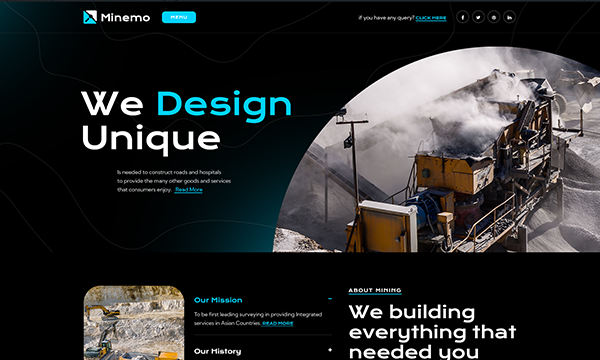 Minemo
MENU
if you have any query? CLICK HERE
We Design
Unique
Is needed to construct roads and hospitals
to provide the many other goods and services
that consumers enjoy. Read More
Our Mission
To be first leading surveying in providing Integrated
services in Asian Countries. READ MORE
Our History
ABOUT MINING
We building
everything that
needed you